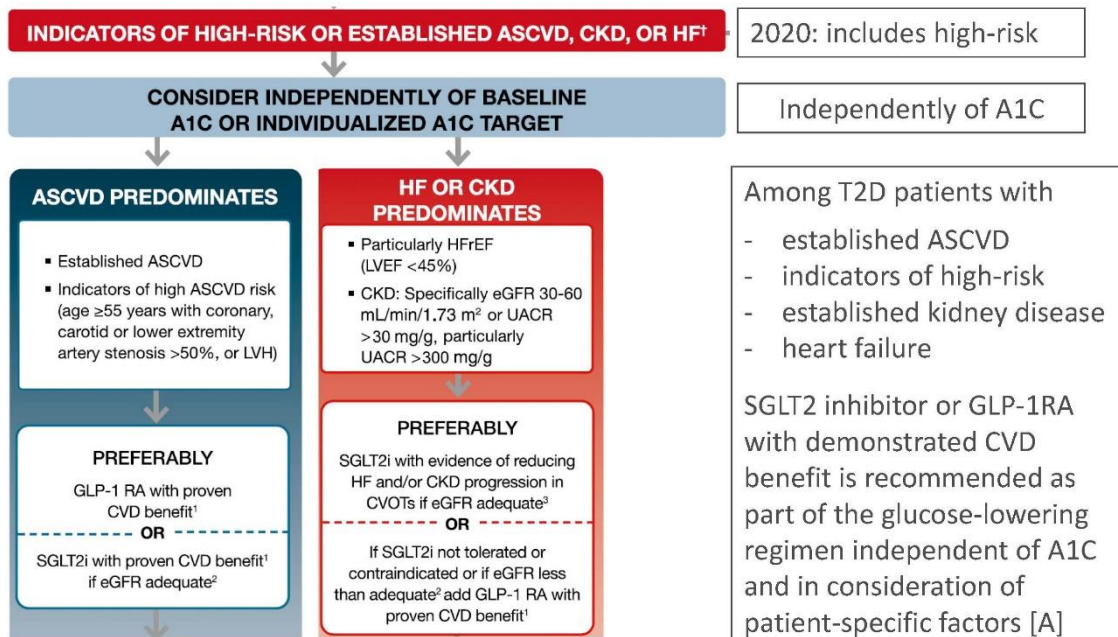 INDICATORS OF HIGH-RISK OR ESTABLISHED ASCVD, CKD, OR HF†
2020: includes high-risk
CONSIDER INDEPENDENTLY OF BASELINE
A1C OR INDIVIDUALIZED A1C TARGET
Independently of A1C
ASCVD PREDOMINATES
▪ Established ASCVD
▪ Indicators of high ASCVD risk
(age ≥55 years with coronary,
carotid or lower extremity
artery stenosis >50%, or LVH)
PREFERABLY
GLP-1 RA with proven
CVD benefit¹
OR
SGLT2i with proven CVD benefit¹
if eGFR adequate²
HF OR CKD
PREDOMINATES
▪ Particularly HFrEF
(LVEF <45%)
▪ CKD: Specifically eGFR 30-60
mL/min/1.73 m² or UACR
>30 mg/g, particularly
UACR >300 mg/g
PREFERABLY
SGLT2i with evidence of reducing
HF and/or CKD progression in
CVOTs if eGFR adequate³
OR
If SGLT2i not tolerated or
contraindicated or if eGFR less
than adequate² add GLP-1 RA with
proven CVD benefit¹
Among T2D patients with
- established ASCVD
- indicators of high-risk
- established kidney disease
- heart failure
SGLT2 inhibitor or GLP-1RA
with demonstrated CVD
benefit is recommended as
part of the glucose-lowering
regimen independent of A1C
and in consideration of
patient-specific factors [A]